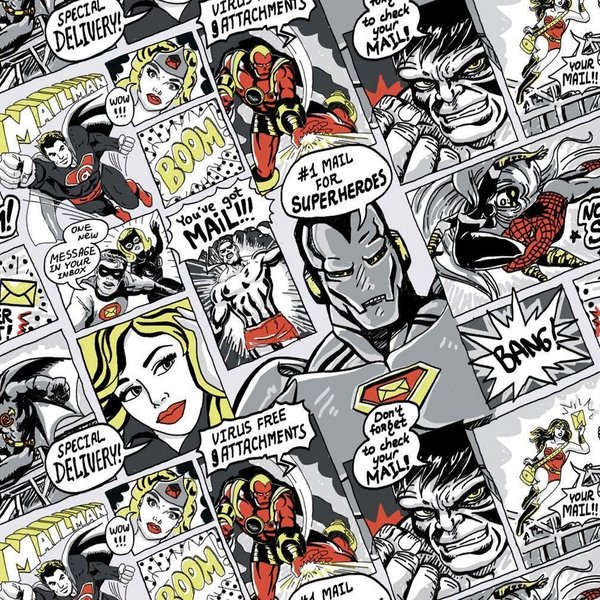 SPECIAL
DELIVERY!
VIRUS FREE
@ATTACHMENTS
Don't
forget
to check
your
MAIL!
YOUR
MAIL!!
MAILMAN
WOW
!!!
BOOM
#1 MAIL
FOR
SUPERHEROES
You've got
MAIL!!!
ONE
NEW
MESSAGE
IN YOUR
INBOX
BANG!
SPECIAL
DELIVERY!
VIRUS FREE
@ATTACHMENTS
Don't
forget
to check
your
MAIL!
YOUR
MAIL!!
MAILMAN
WOW
!!!
BOOM
#1 MAIL